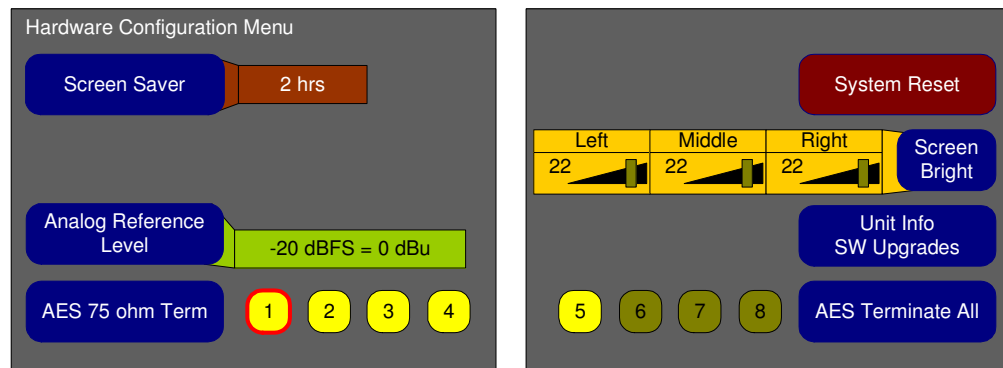 Hardware Configuration Menu
Screen Saver
2 hrs
Analog Reference
Level
-20 dBFS = 0 dBu
AES 75 ohm Term
1
2
3
4
System Reset
Left
Middle
Right
22
22
22
Screen
Bright
Unit Info
SW Upgrades
5
6
7
8
AES Terminate All